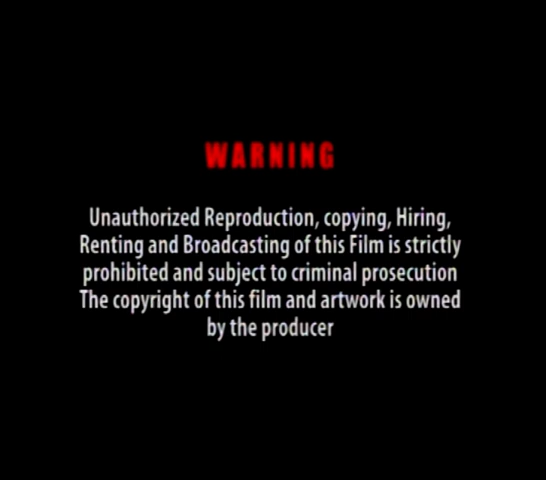 WARNING
Unauthorized Reproduction, copying, Hiring,
Renting and Broadcasting of this Film is strictly
prohibited and subject to criminal prosecution
The copyright of this film and artwork is owned
by the producer